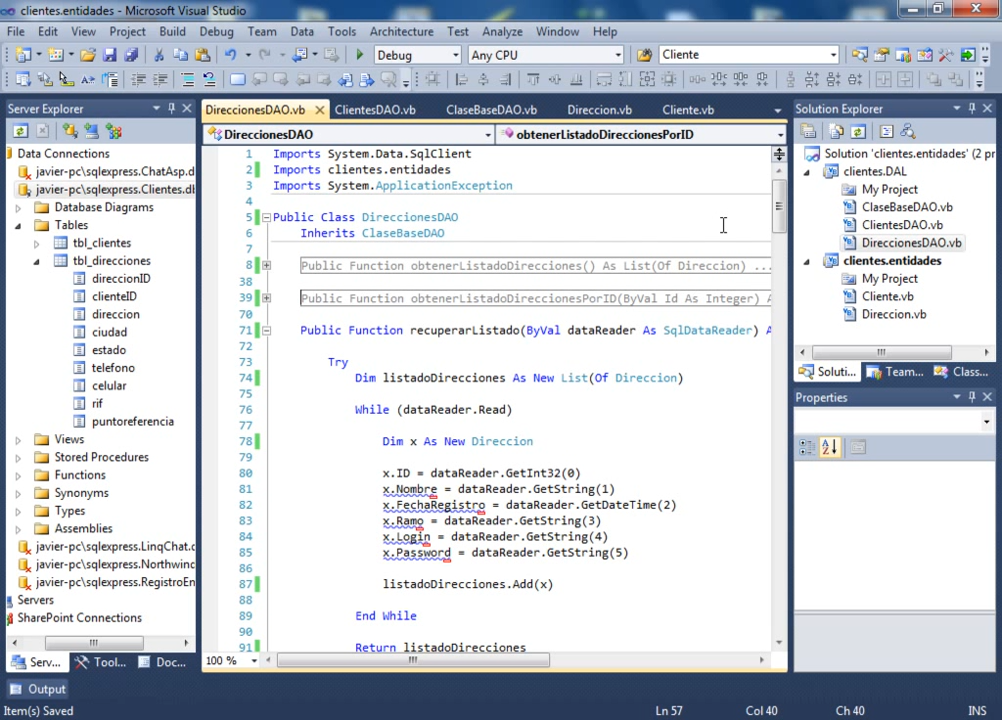 clientes.entidades - Microsoft Visual Studio
File Edit View Project Build Debug Team Data Tools Architecture Test Analyze Window Help
Debug Any CPU Cliente
Server Explorer
Data Connections
javier-pc\sqlexpress.ChatAsp.d
javier-pc\sqlexpress.Clientes.db
Database Diagrams
Tables
tbl_clientes
tbl_direcciones
direccionID
clienteID
direccion
ciudad
estado
telefono
celular
rif
puntoreferencia
Views
Stored Procedures
Functions
Synonyms
Types
Assemblies
javier-pc\sqlexpress.LinqChat.d
javier-pc\sqlexpress.Northwind
javier-pc\sqlexpress.RegistroEn
Servers
SharePoint Connections
Serv... Tool... Doc...
DireccionesDAO.vb ClientesDAO.vb ClaseBaseDAO.vb Direccion.vb Cliente.vb
DireccionesDAO obtenerListadoDireccionesPorID
1 Imports System.Data.SqlClient
2 Imports clientes.entidades
3 Imports System.ApplicationException
4
5 Public Class DireccionesDAO
6 Inherits ClaseBaseDAO
7
8 Public Function obtenerListadoDirecciones() As List(Of Direccion) ...
38
39 Public Function obtenerListadoDireccionesPorID(ByVal Id As Integer) A
70
71 Public Function recuperarListado(ByVal dataReader As SqlDataReader) A
72
73 Try
74 Dim listadoDirecciones As New List(Of Direccion)
75
76 While (dataReader.Read)
77
78 Dim x As New Direccion
79
80 x.ID = dataReader.GetInt32(0)
81 x.Nombre = dataReader.GetString(1)
82 x.FechaRegistro = dataReader.GetDateTime(2)
83 x.Ramo = dataReader.GetString(3)
84 x.Login = dataReader.GetString(4)
85 x.Password = dataReader.GetString(5)
86
87 listadoDirecciones.Add(x)
88
89 End While
90
91 Return listadoDirecciones
100 %
Solution Explorer
Solution 'clientes.entidades' (2 pr
clientes.DAL
My Project
ClaseBaseDAO.vb
ClientesDAO.vb
DireccionesDAO.vb
clientes.entidades
My Project
Cliente.vb
Direccion.vb
Soluti... Team... Class...
Properties
Output
Item(s) Saved Ln 57 Col 40 Ch 40 INS